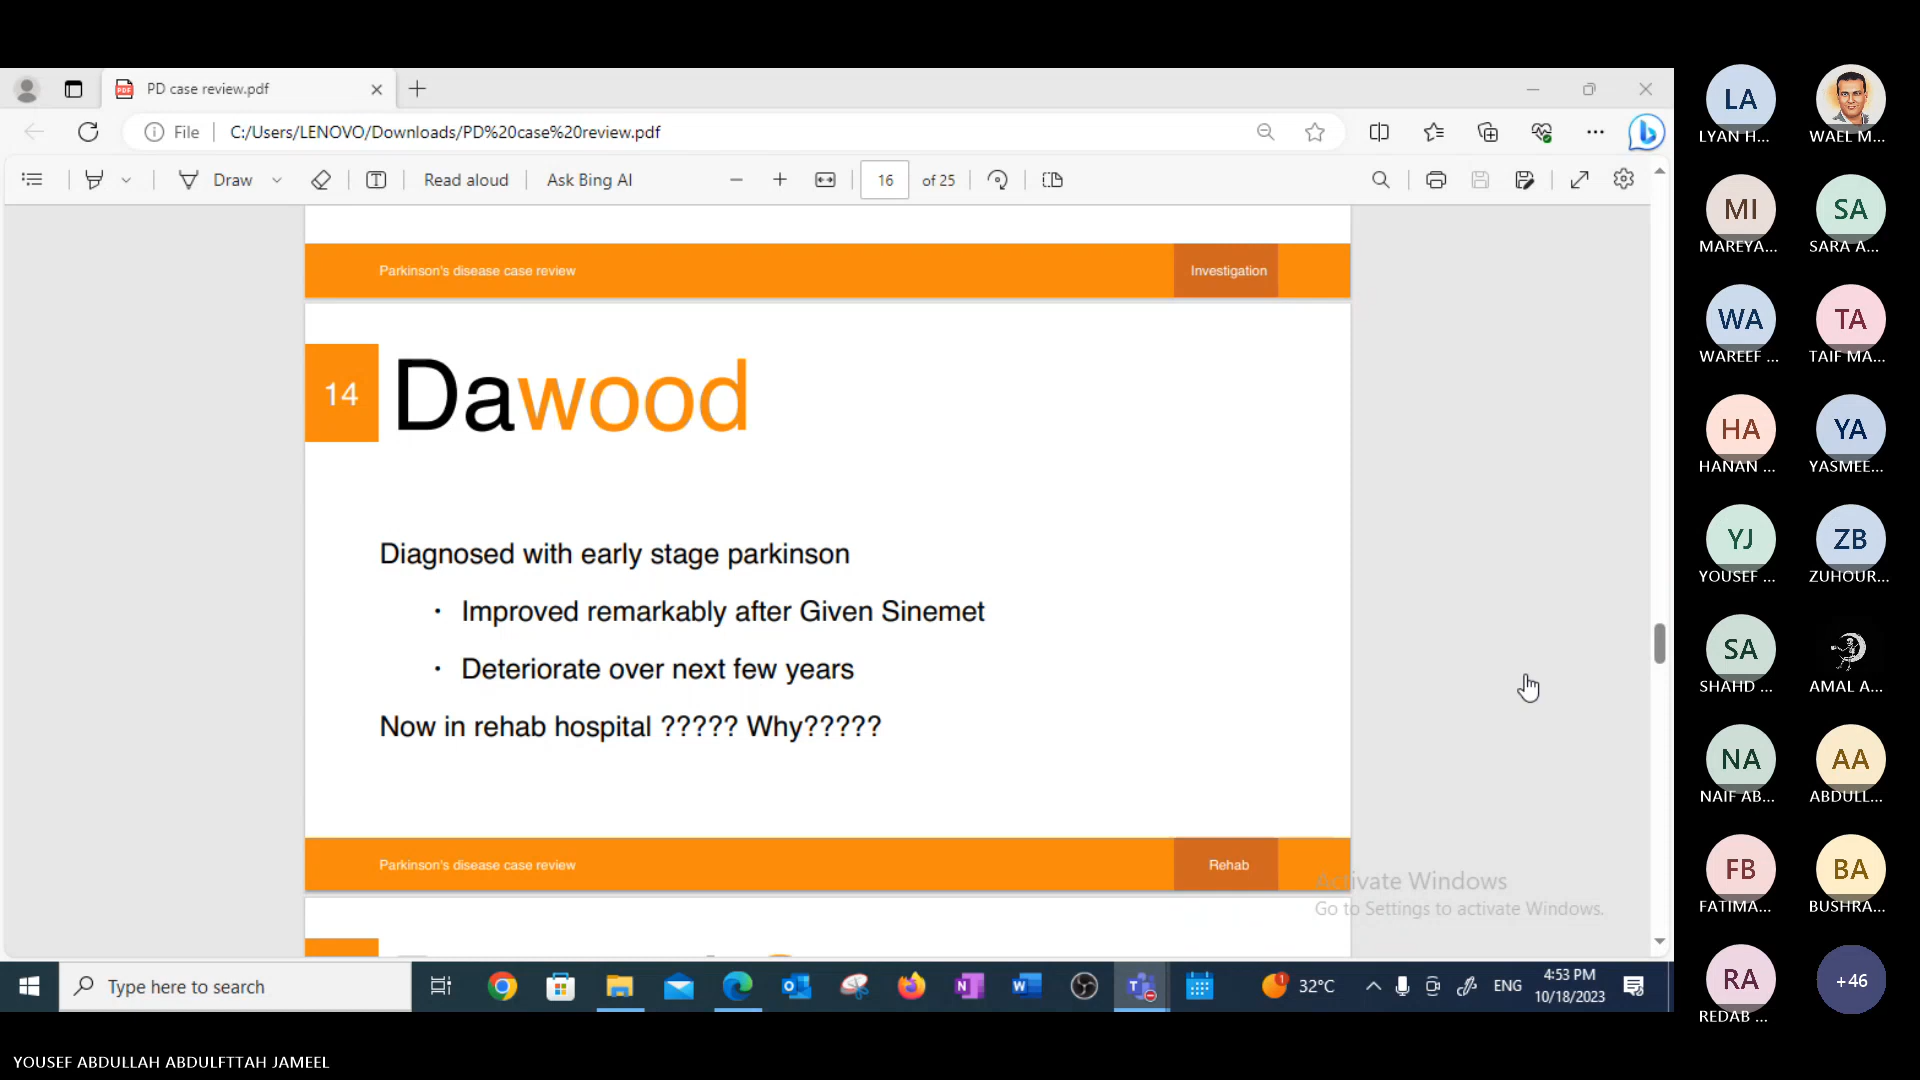 PD case review.pdf
File
C:/Users/LENOVO/Downloads/PD%20case%20review.pdf
Draw
Read aloud
Ask Bing AI
16
of 25
Parkinson's disease case review
Investigation
14
Dawood
Diagnosed with early stage parkinson
· Improved remarkably after Given Sinemet
· Deteriorate over next few years
Now in rehab hospital ????? Why?????
Parkinson's disease case review
Rehab
Activate Windows
Go to Settings to activate Windows.
Type here to search
32°C
ENG
4:53 PM
10/18/2023
LA
LYAN H...
WAEL M...
MI
MAREYA...
SA
SARA A...
WA
WAREEF ...
TA
TAIF MA...
HA
HANAN ...
YA
YASMEE...
YJ
YOUSEF ...
ZB
ZUHOUR...
SA
SHAHD ...
AMAL A...
NA
NAIF AB...
AA
ABDULL...
FB
FATIMA...
BA
BUSHRA...
RA
REDAB ...
+46
YOUSEF ABDULLAH ABDULFTTAH JAMEEL